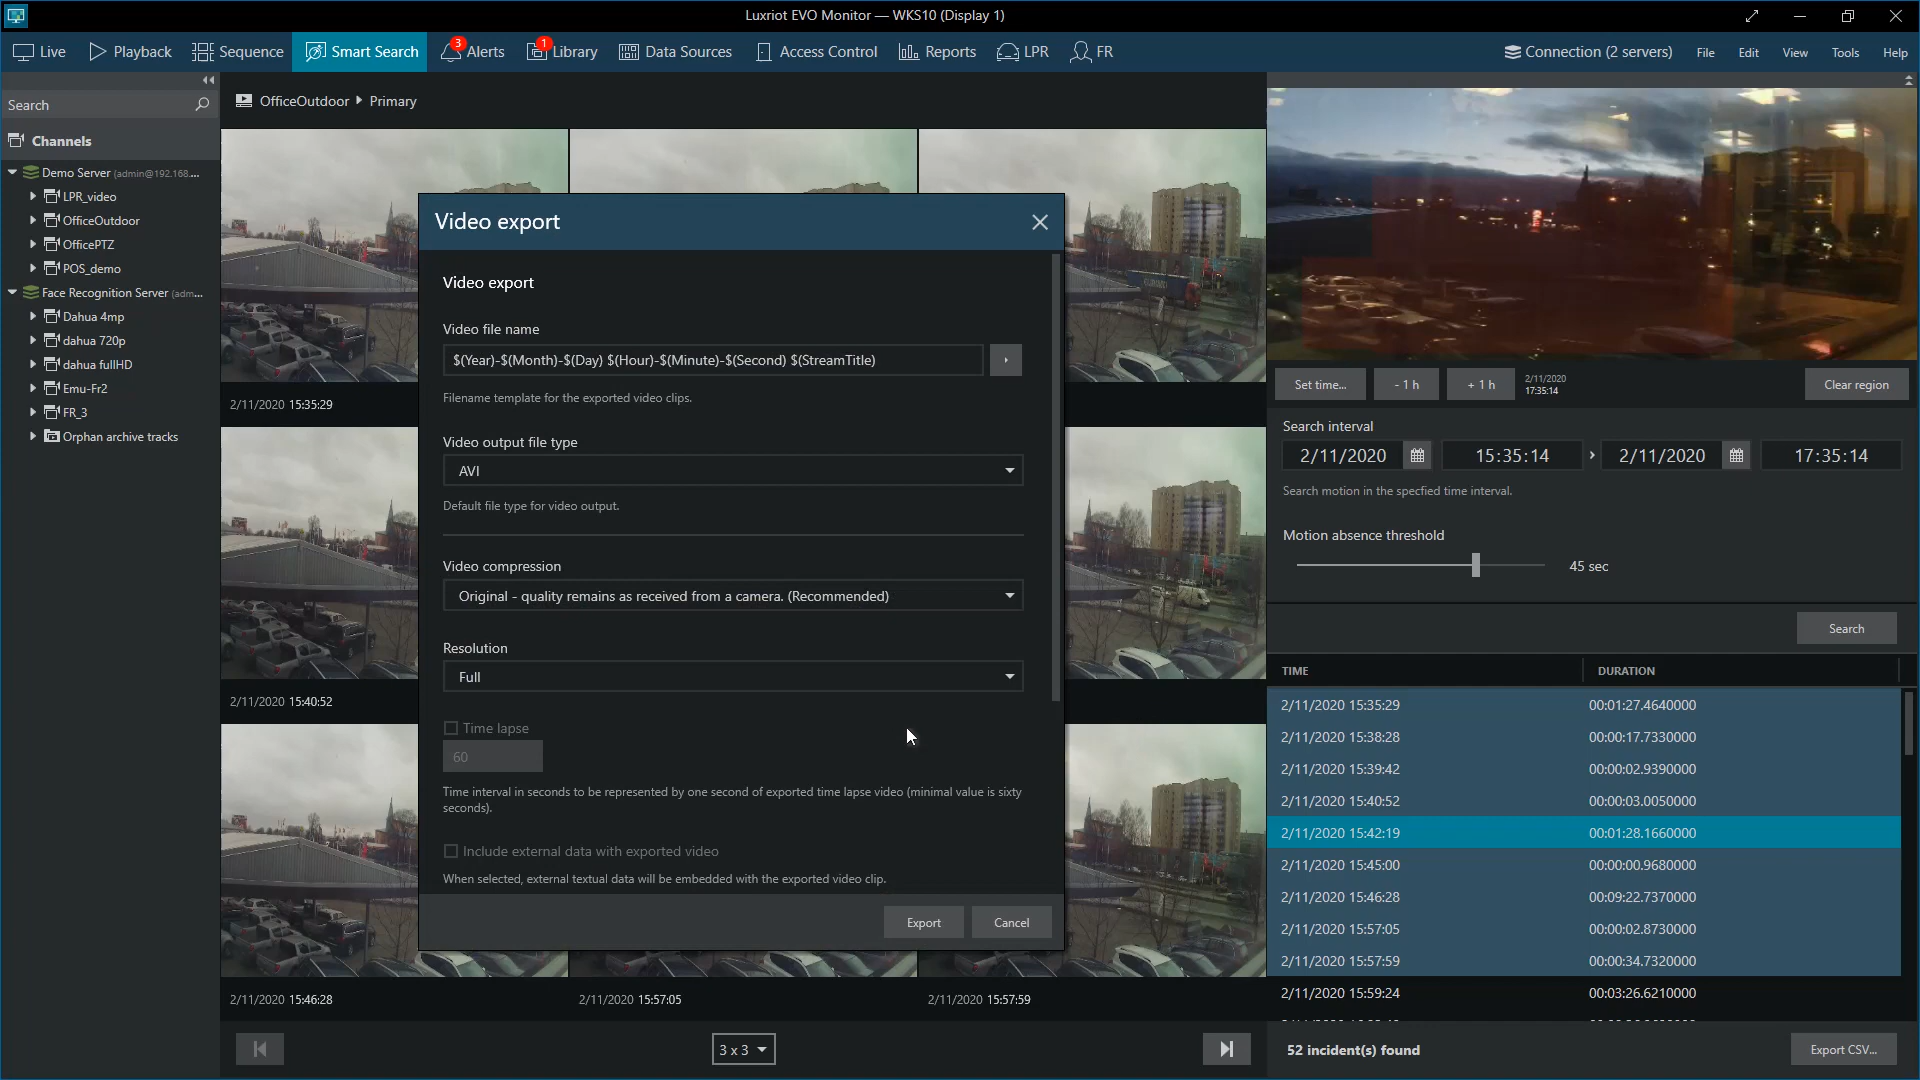 Luxriot EVO Monitor — WKS10 (Display 1)
Live
Playback
Sequence
Smart Search
3
Alerts
1
Library
Data Sources
Access Control
Reports
LPR
FR
Connection (2 servers)
File
Edit
View
Tools
Help
Search
Channels
Demo Server (admin@192.168....
LPR_video
OfficeOutdoor
OfficePTZ
POS_demo
Face Recognition Server (adm...
Dahua 4mp
dahua 720p
dahua fullHD
Emu-Fr2
FR_3
Orphan archive tracks
OfficeOutdoor
Primary
2/11/2020 15:35:29
2/11/2020 15:40:52
2/11/2020 15:46:28
2/11/2020 15:57:05
2/11/2020 15:57:59
3 x 3
Video export
Video export
Video file name
$(Year)-$(Month)-$(Day) $(Hour)-$(Minute)-$(Second) $(StreamTitle)
Filename template for the exported video clips.
Video output file type
AVI
Default file type for video output.
Video compression
Original - quality remains as received from a camera. (Recommended)
Resolution
Full
Time lapse
60
Time interval in seconds to be represented by one second of exported time lapse video (minimal value is sixty
seconds).
Include external data with exported video
When selected, external textual data will be embedded with the exported video clip.
Export
Cancel
Set time...
- 1 h
+ 1 h
2/11/2020
17:35:14
Clear region
Search interval
2/11/2020
15:35:14
2/11/2020
17:35:14
Search motion in the specfied time interval.
Motion absence threshold
45 sec
Search
TIME DURATION
2/11/2020 15:35:29 00:01:27.4640000
2/11/2020 15:38:28 00:00:17.7330000
2/11/2020 15:39:42 00:00:02.9390000
2/11/2020 15:40:52 00:00:03.0050000
2/11/2020 15:42:19 00:01:28.1660000
2/11/2020 15:45:00 00:00:00.9680000
2/11/2020 15:46:28 00:09:22.7370000
2/11/2020 15:57:05 00:00:02.8730000
2/11/2020 15:57:59 00:00:34.7320000
2/11/2020 15:59:24 00:03:26.6210000
52 incident(s) found
Export CSV...